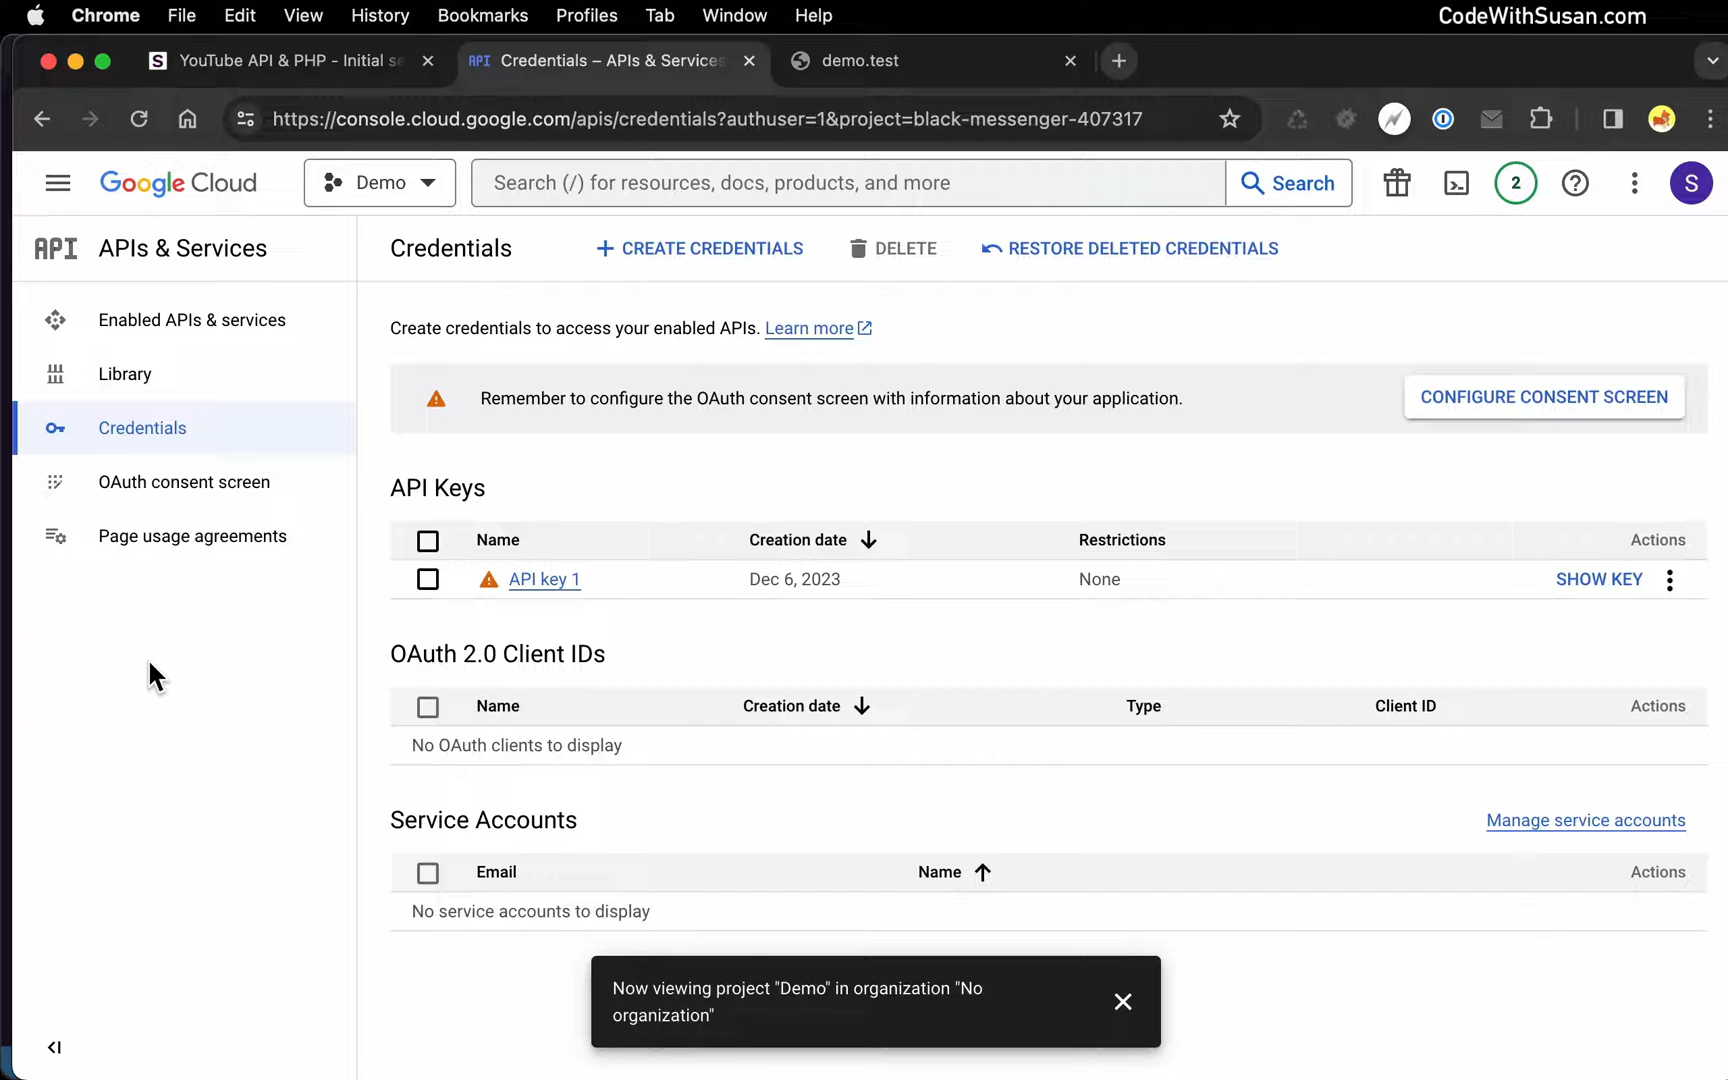 Chrome File Edit View History Bookmarks Profiles Tab Window Help CodeWithSusan.com
S YouTube API & PHP - Initial se API Credentials – APIs & Services demo.test
https://console.cloud.google.com/apis/credentials?authuser=1&project=black-messenger-407317
Google Cloud Demo Search (/) for resources, docs, products, and more Search 2 S
API APIs & Services Credentials CREATE CREDENTIALS DELETE RESTORE DELETED CREDENTIALS
Enabled APIs & services
Library
Credentials
OAuth consent screen
Page usage agreements
Create credentials to access your enabled APIs. Learn more
Remember to configure the OAuth consent screen with information about your application. CONFIGURE CONSENT SCREEN
API Keys
Name Creation date Restrictions Actions
API key 1 Dec 6, 2023 None SHOW KEY
OAuth 2.0 Client IDs
Name Creation date Type Client ID Actions
No OAuth clients to display
Service Accounts Manage service accounts
Email Name Actions
No service accounts to display
Now viewing project "Demo" in organization "No
organization"